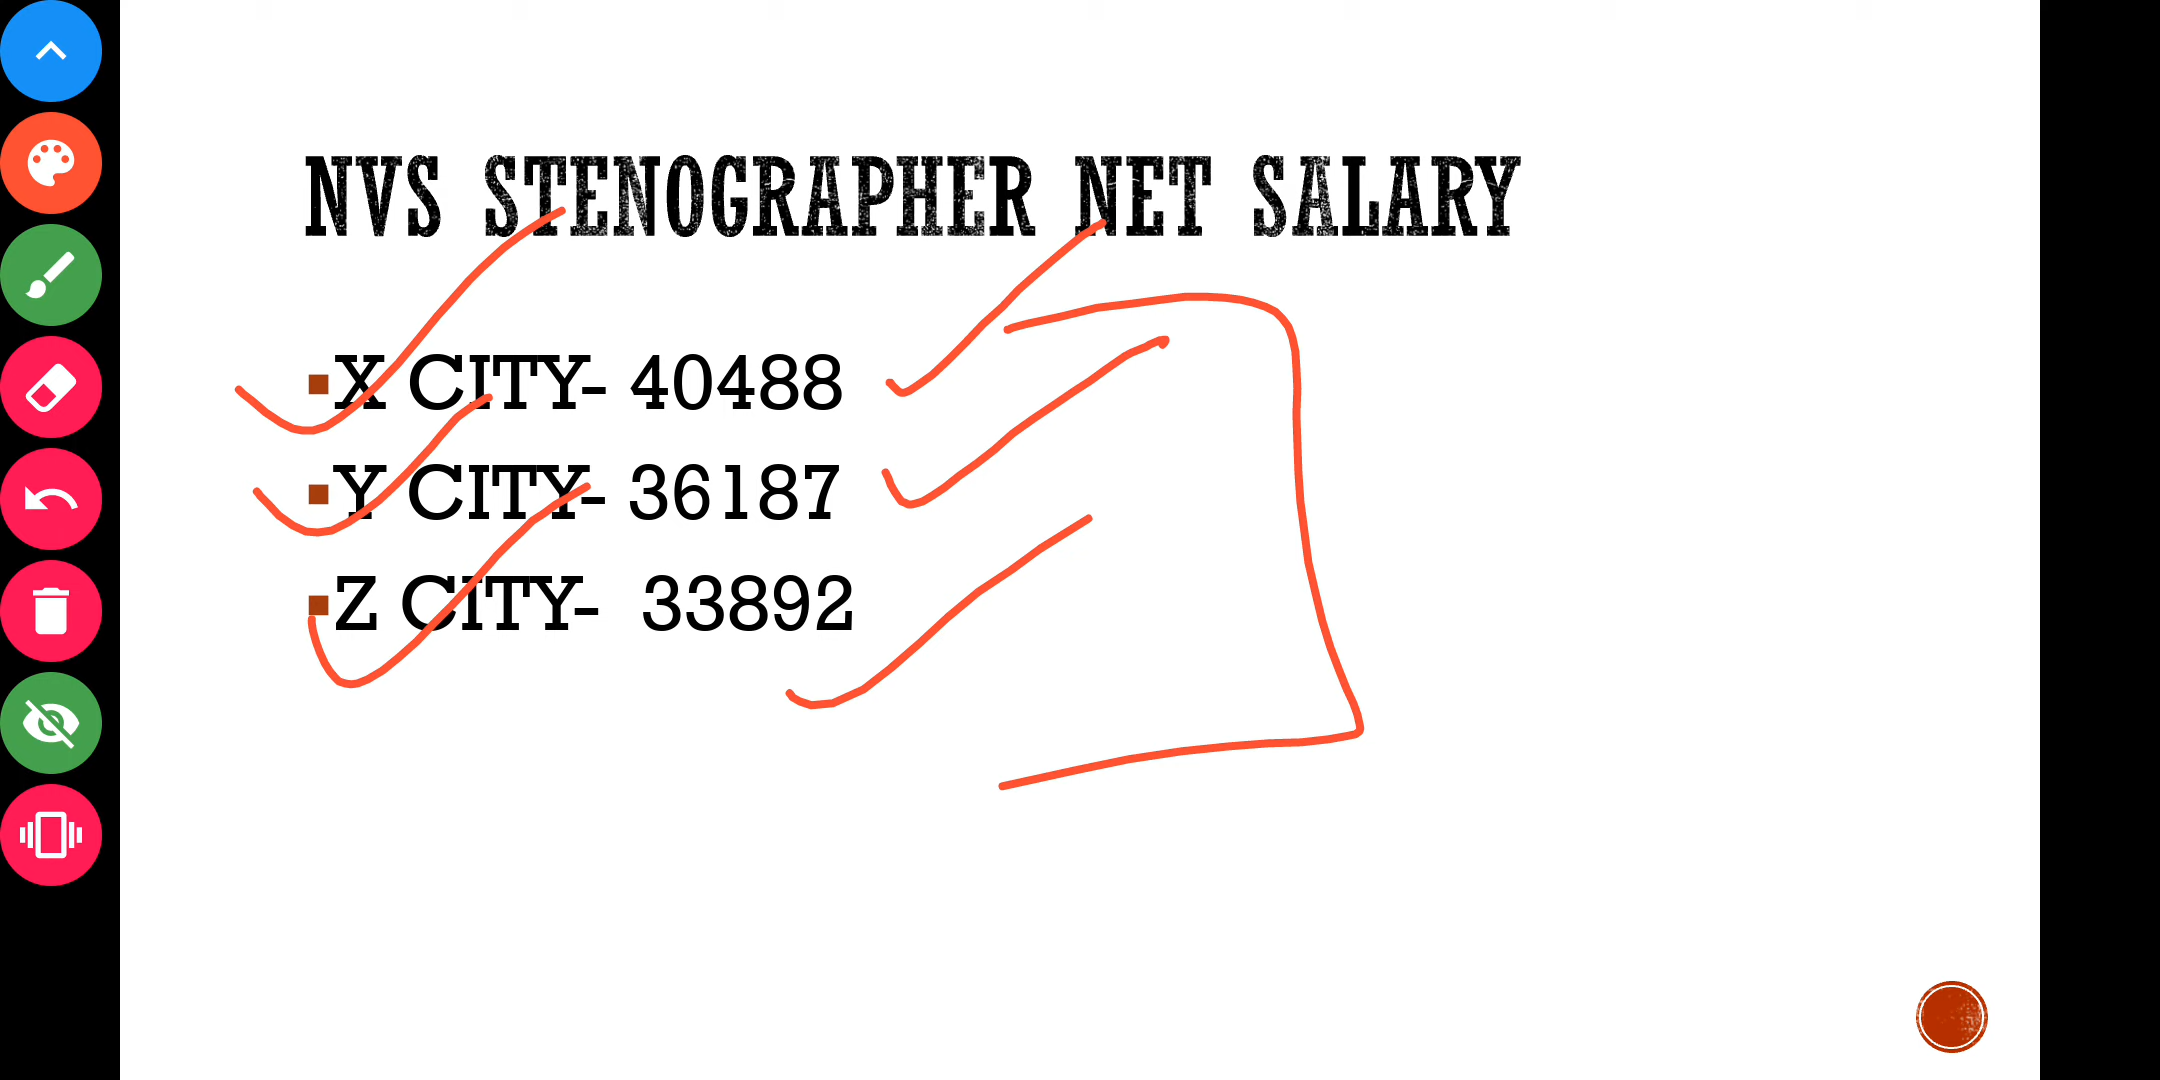 NVS STENOGRAPHER NET SALARY
X CITY- 40488
Y CITY- 36187
Z CITY- 33892